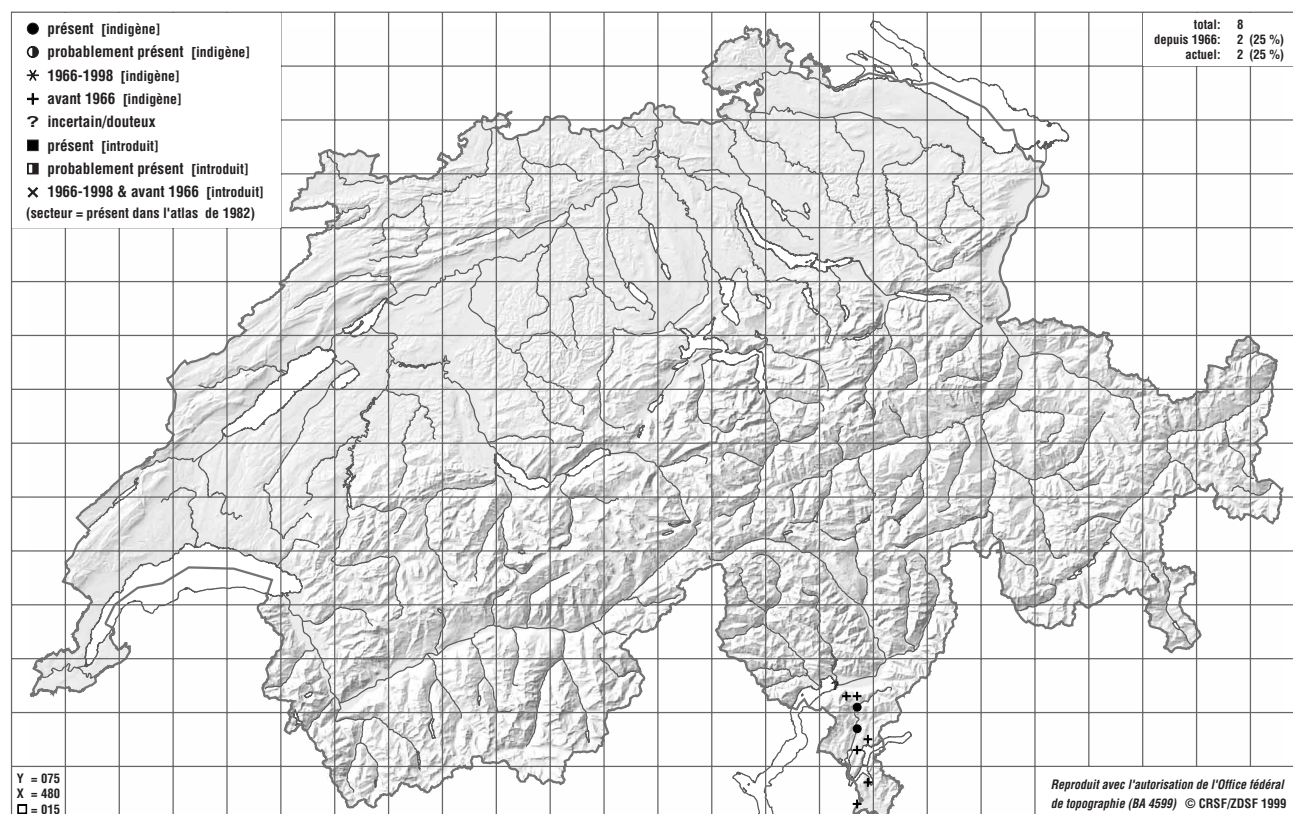 présent [indigène]
probablement présent [indigène]
1966-1998 [indigène]
avant 1966 [indigène]
? incertain/douteux
présent [introduit]
probablement présent [introduit]
1966-1998 & avant 1966 [introduit]
(secteur = présent dans l'atlas de 1982)
total: 8
depuis 1966: 2 (25 %)
actuel: 2 (25 %)
Y = 075
X = 480
= 015
Reproduit avec l'autorisation de l'Office fédéral
de topographie (BA 4599) © CRSF/ZDSF 1999